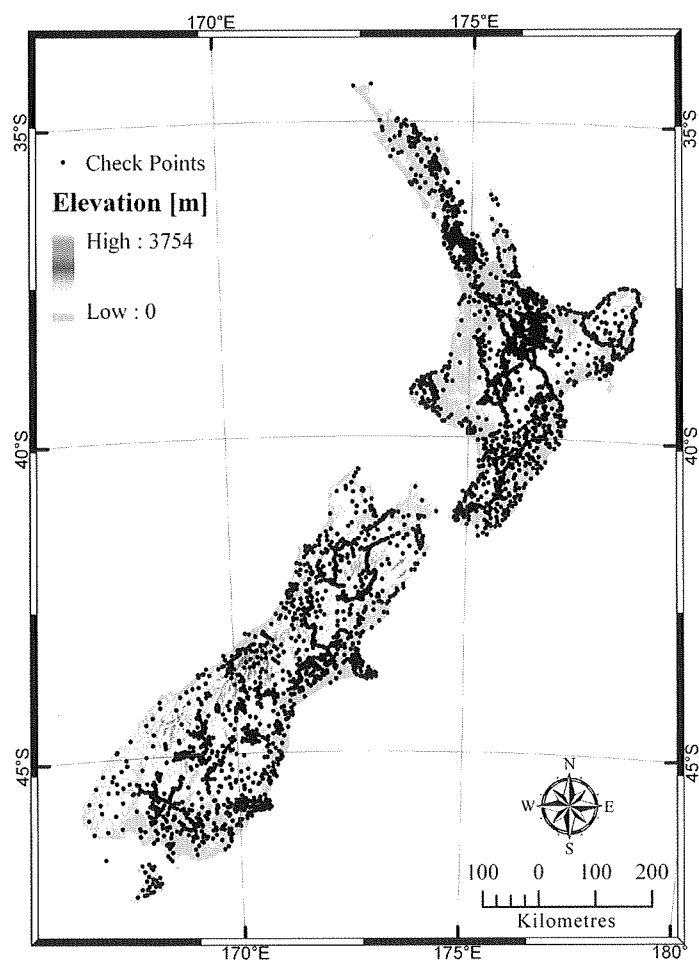 170°E 175°E
35°S 35°S
Check Points
Elevation [m]
High : 3754
Low : 0
40°S 40°S
45°S 45°S
N
W E
S
100 0 100 200
Kilometres
170°E 175°E 180°